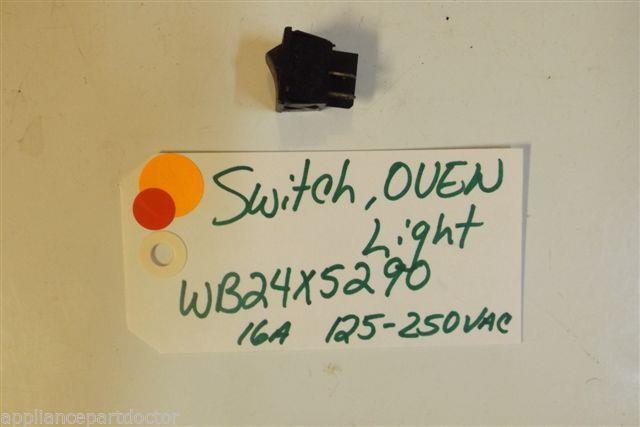 Switch, OVEN
Light
WB24X5290
16A 125-250VAC
appliancepartdoctor